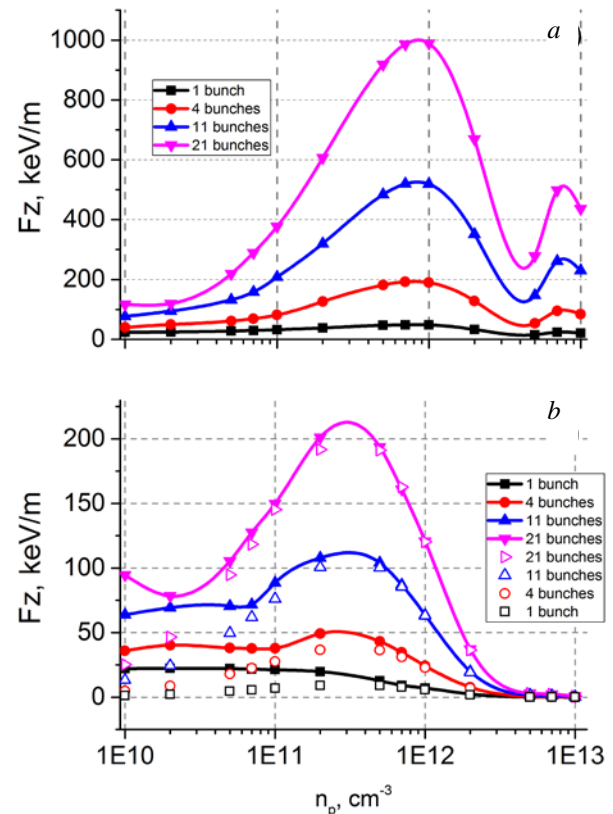 a )
1000
800
600
400
200
0
Fz, keV/m
1 bunch
4 bunches
11 bunches
21 bunches
b )
200
150
100
50
0
Fz, keV/m
1 bunch
4 bunches
11 bunches
21 bunches
21 bunches
11 bunches
4 bunches
1 bunch
1E10 1E11 1E12 1E13
n_p, cm^-3